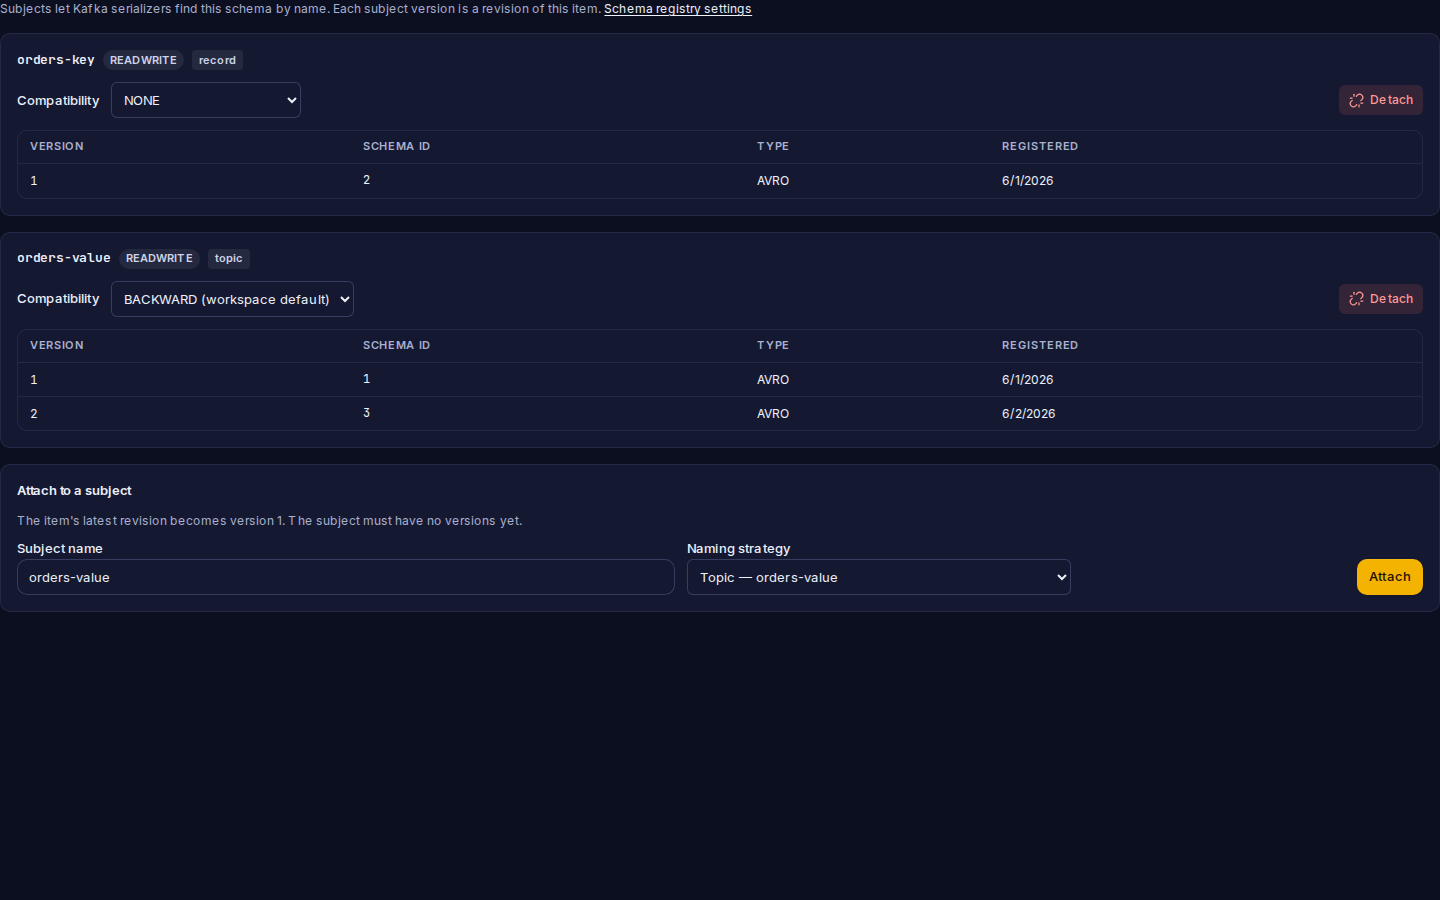 Subjects let Kafka serializers find this schema by name. Each subject version is a revision of this item. Schema registry settings
orders-key READWRITE record
Compatibility NONE Detach
VERSION SCHEMA ID TYPE REGISTERED
1 2 AVRO 6/1/2026
orders-value READWRITE topic
Compatibility BACKWARD (workspace default) Detach
VERSION SCHEMA ID TYPE REGISTERED
1 1 AVRO 6/1/2026
2 3 AVRO 6/2/2026
Attach to a subject
The item's latest revision becomes version 1. The subject must have no versions yet.
Subject name Naming strategy
orders-value Topic — orders-value Attach